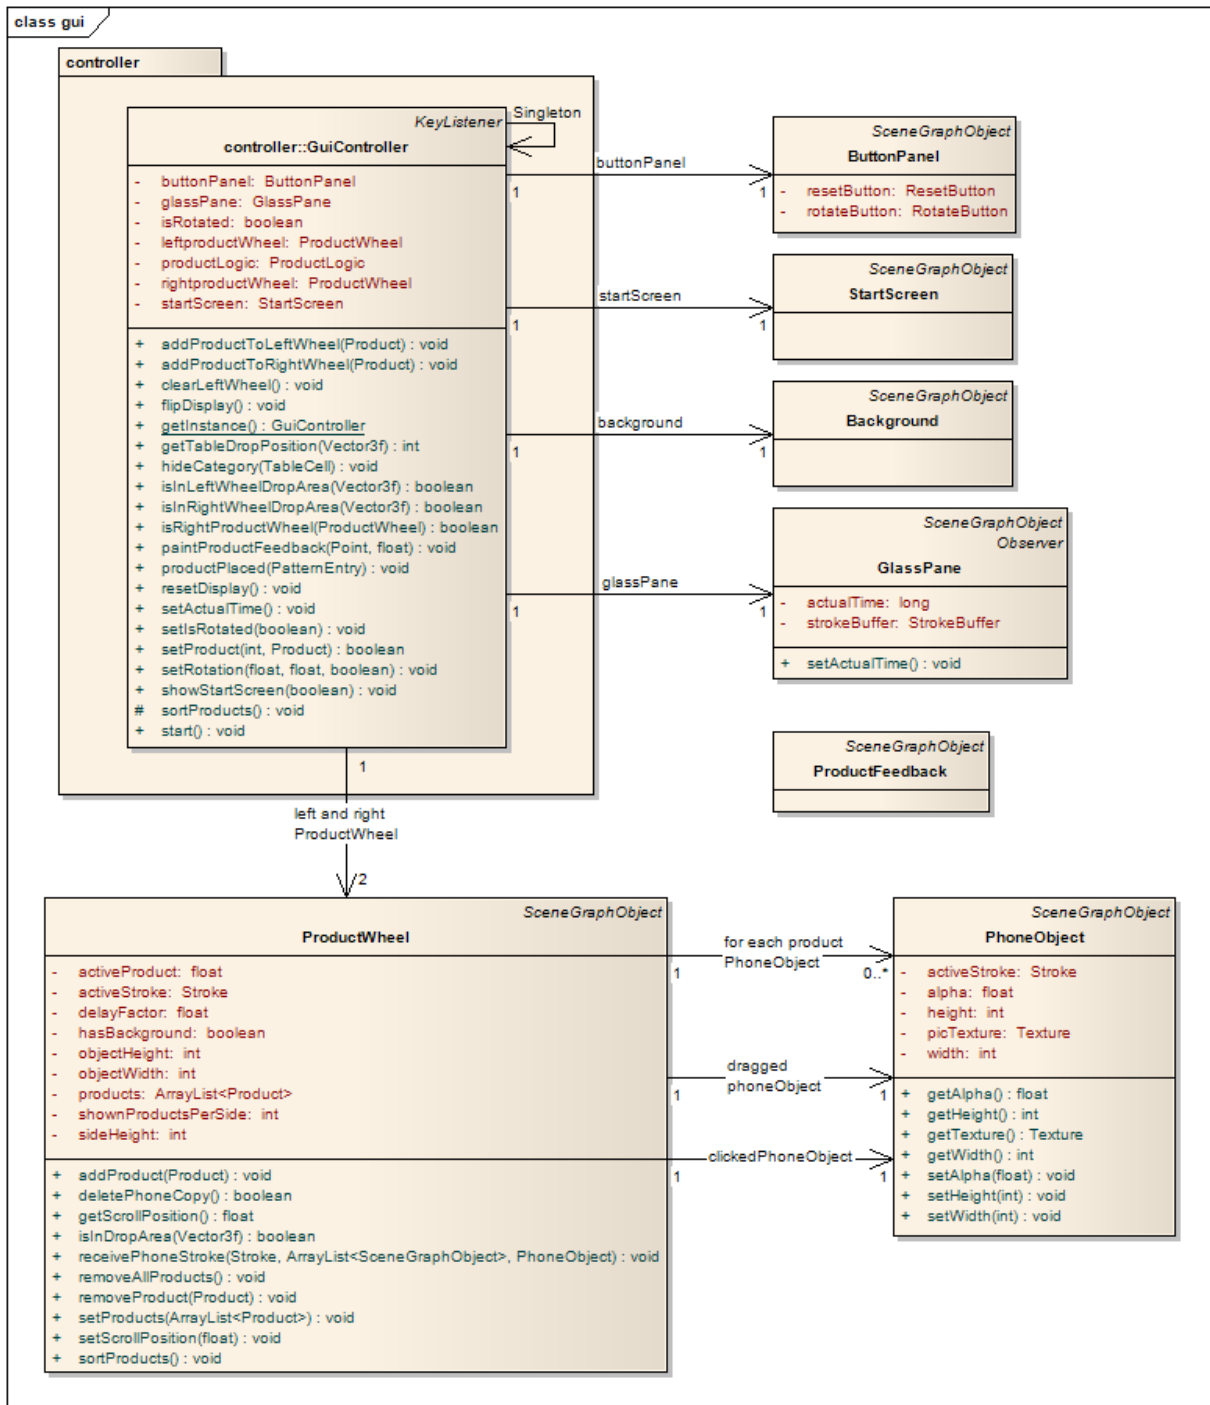 class gui
controller
KeyListener
controller::GuiController
- buttonPanel: ButtonPanel
- glassPane: GlassPane
- isRotated: boolean
- leftproductWheel: ProductWheel
- productLogic: ProductLogic
- rightproductWheel: ProductWheel
- startScreen: StartScreen
+ addProductToLeftWheel(Product) : void
+ addProductToRightWheel(Product) : void
+ clearLeftWheel() : void
+ flipDisplay() : void
+ getInstance() : GuiController
+ getTableDropPosition(Vector3f) : int
+ hideCategory(TableCell) : void
+ isInLeftWheelDropArea(Vector3f) : boolean
+ isInRightWheelDropArea(Vector3f) : boolean
+ isRightProductWheel(ProductWheel) : boolean
+ paintProductFeedback(Point, float) : void
+ productPlaced(PatternEntry) : void
+ resetDisplay() : void
+ setActualTime() : void
+ setIsRotated(boolean) : void
+ setProduct(int, Product) : boolean
+ setRotation(float, float, boolean) : void
+ showStartScreen(boolean) : void
# sortProducts() : void
+ start() : void
Singleton
buttonPanel
1
1
SceneGraphObject
ButtonPanel
- resetButton: ResetButton
- rotateButton: RotateButton
startScreen
1
1
SceneGraphObject
StartScreen
background
1
1
SceneGraphObject
Background
glassPane
1
1
SceneGraphObject
Observer
GlassPane
- actualTime: long
- strokeBuffer: StrokeBuffer
+ setActualTime() : void
SceneGraphObject
ProductFeedback
1
left and right
ProductWheel
2
SceneGraphObject
ProductWheel
- activeProduct: float
- activeStroke: Stroke
- delayFactor: float
- hasBackground: boolean
- objectHeight: int
- objectWidth: int
- products: ArrayList<Product>
- shownProductsPerSide: int
- sideHeight: int
+ addProduct(Product) : void
+ deletePhoneCopy() : boolean
+ getScrollPosition() : float
+ isInDropArea(Vector3f) : boolean
+ receivePhoneStroke(Stroke, ArrayList<SceneGraphObject>, PhoneObject) : void
+ removeAllProducts() : void
+ removeProduct(Product) : void
+ setProducts(ArrayList<Product>) : void
+ setScrollPosition(float) : void
+ sortProducts() : void
for each product
PhoneObject
1
0..*
dragged
phoneObject
1
1
clickedPhoneObject
1
1
SceneGraphObject
PhoneObject
- activeStroke: Stroke
- alpha: float
- height: int
- picTexture: Texture
- width: int
+ getAlpha() : float
+ getHeight() : int
+ getTexture() : Texture
+ getWidth() : int
+ setAlpha(float) : void
+ setHeight(int) : void
+ setWidth(int) : void